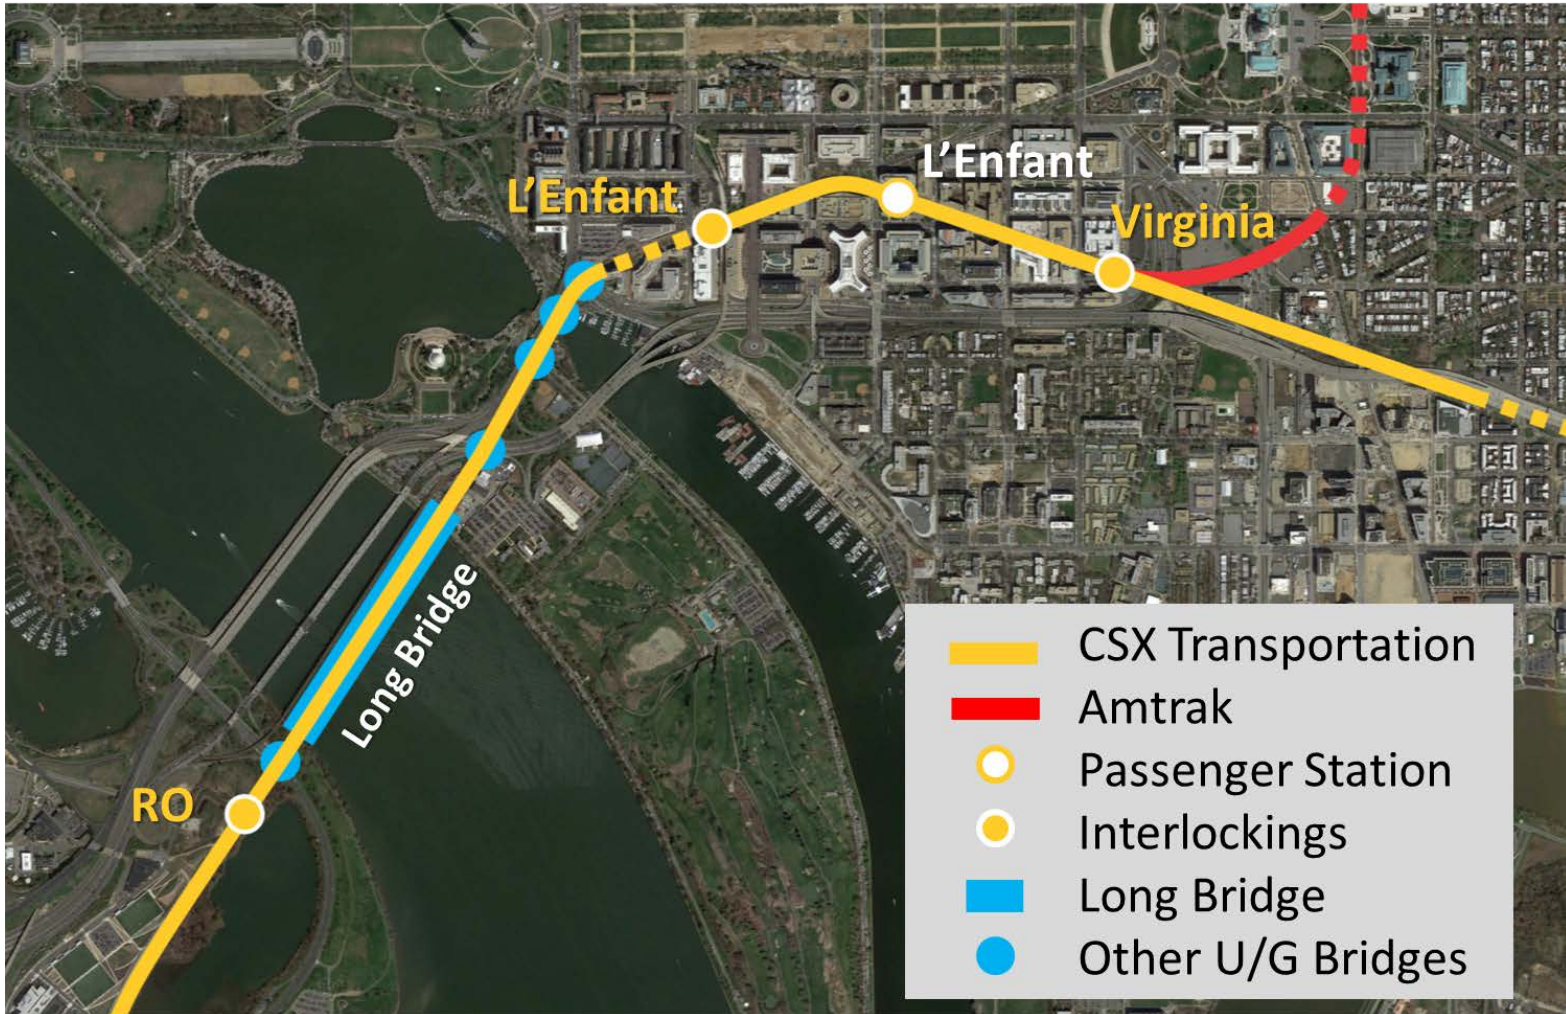 L’Enfant
L’Enfant
Virginia
Long Bridge
RO
CSX Transportation
Amtrak
Passenger Station
Interlockings
Long Bridge
Other U/G Bridges